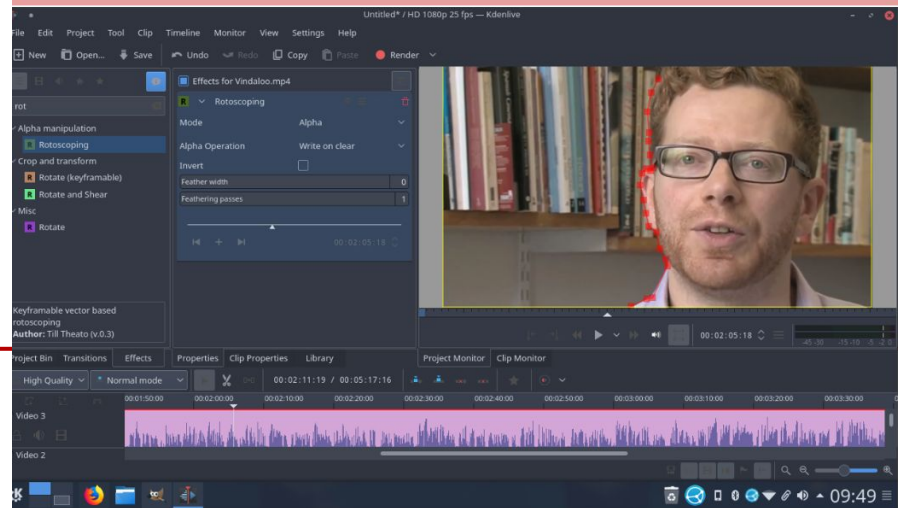 Untitled* / HD 1080p 25 fps — Kdenlive
File Edit Project Tool Clip Timeline Monitor View Settings Help
New Open... Save Undo Redo Copy Paste Render
rot
Alpha manipulation
Rotoscoping
Crop and transform
Rotate (keyframable)
Rotate and Shear
Misc
Rotate
Keyframable vector based
rotoscoping
Author: Till Theato (v.0.3)
Effects for Vindaloo.mp4
Rotoscoping
Mode Alpha
Alpha Operation Write on clear
Invert
Feather width 0
Feathering passes 1
00:02:05:18
00:02:05:18
-45 -30 -15 -10 -5 -2 0
Project Bin Transitions Effects Properties Clip Properties Library Project Monitor Clip Monitor
High Quality Normal mode 00:02:11:19 / 00:05:17:16
00:01:50:00 00:02:00:00 00:02:10:00 00:02:20:00 00:02:30:00 00:02:40:00 00:02:50:00 00:03:00:00 00:03:10:00 00:03:20:00 00:03:30:00
Video 3
Video 2
09:49